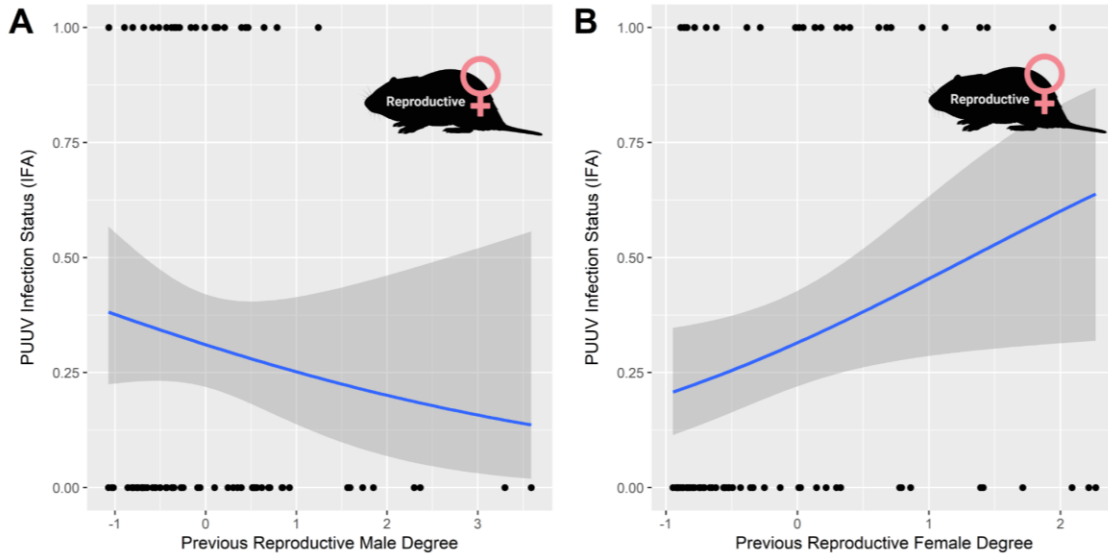 A
PUUV Infection Status (IFA)
1.00
0.75
0.50
0.25
0.00
Reproductive
-1
0
1
2
3
Previous Reproductive Male Degree
B
PUUV Infection Status (IFA)
1.00
0.75
0.50
0.25
0.00
Reproductive
-1
0
1
2
Previous Reproductive Female Degree